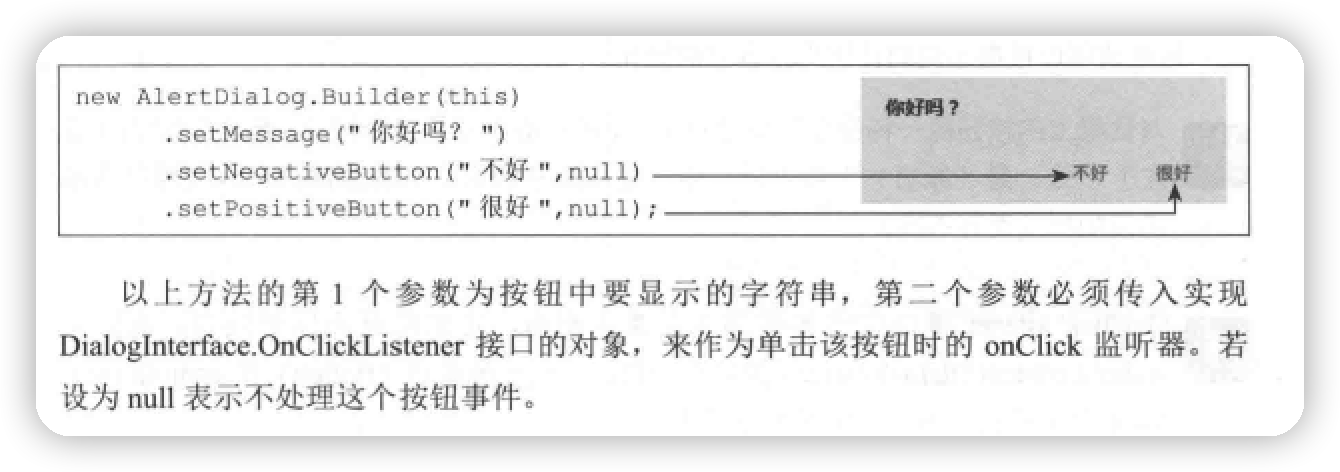 new AlertDialog.Builder(this)
.setMessage(" 你好吗？ ")
.setNegativeButton(" 不好 ",null)
.setPositiveButton(" 很好 ",null);
你好吗？
不好 很好
以上方法的第 1 个参数为按钮中要显示的字符串，第二个参数必须传入实现
DialogInterface.OnClickListener 接口的对象，来作为单击该按钮时的 onClick 监听器。若
设为 null 表示不处理这个按钮事件。